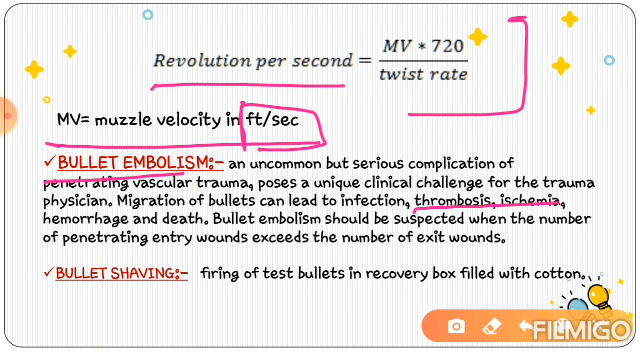 Revolution per second = MV * 720 / twist rate
MV= muzzle velocity in ft/sec
✓BULLET EMBOLISM:- an uncommon but serious complication of
penetrating vascular trauma, poses a unique clinical challenge for the trauma
physician. Migration of bullets can lead to infection, thrombosis, ischemia,
hemorrhage and death. Bullet embolism should be suspected when the number
of penetrating entry wounds exceeds the number of exit wounds.
✓BULLET SHAVING:- firing of test bullets in recovery box filled with cotton.
FILMIGO